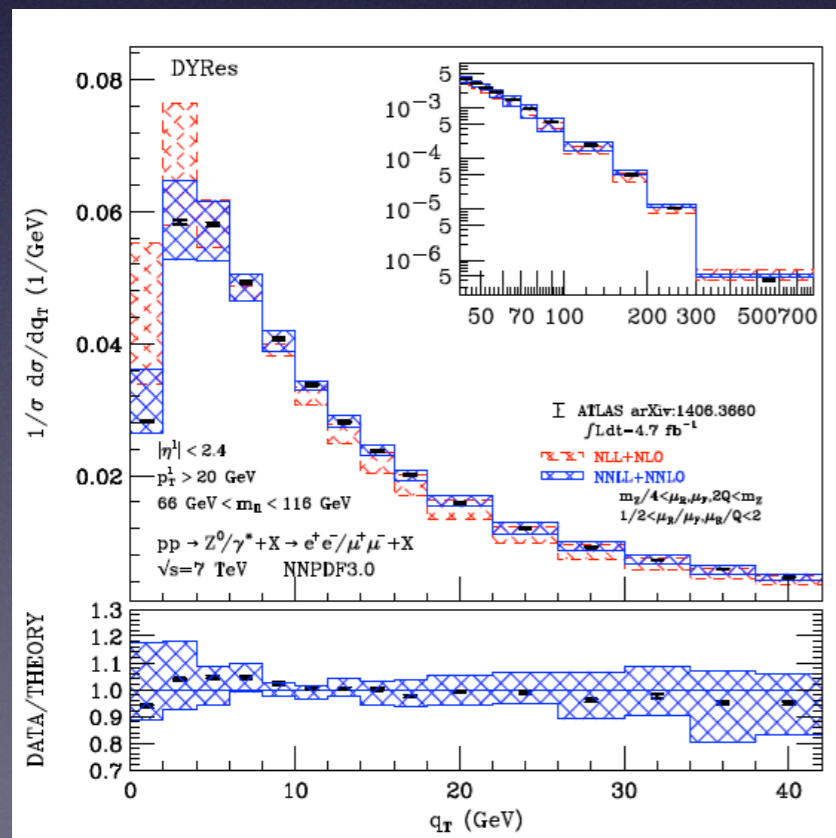 DYRes
0.08
0.06
0.04
0.02
1/σ dσ/dq_T (1/GeV)
5
10⁻³
5
10⁻⁴
5
10⁻⁵
5
10⁻⁶
5
50 70 100 200 300 500 700
ATLAS arXiv:1406.3660
∫Ldt=4.7 fb⁻¹
NLL+NLO
NNLL+NNLO
m_Z/4<μ_R,μ_F,2Q<m_Z
1/2<μ_R/μ_F,μ_R/Q<2
|η^l|<2.4
p_T^l> 20 GeV
66 GeV<m_ll< 116 GeV
pp → Z⁰/γ*+X → e⁺e⁻/μ⁺μ⁻+X
√s=7 TeV NNPDF3.0
DATA/THEORY
1.3
1.2
1.1
1.0
0.9
0.8
0.7
0 10 20 30 40
q_T (GeV)